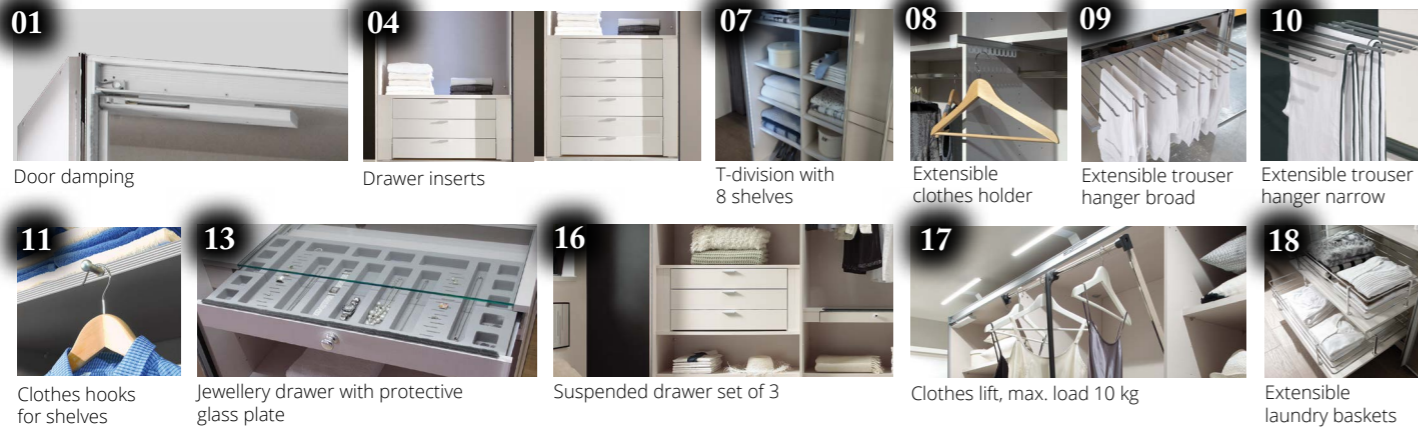 01
Door damping
04
Drawer inserts
07
T-division with
8 shelves
08
Extensible
clothes holder
09
Extensible trouser
hanger broad
10
Extensible trouser
hanger narrow
11
Clothes hooks
for shelves
13
Jewellery drawer with protective
glass plate
16
Suspended drawer set of 3
17
Clothes lift, max. load 10 kg
18
Extensible
laundry baskets